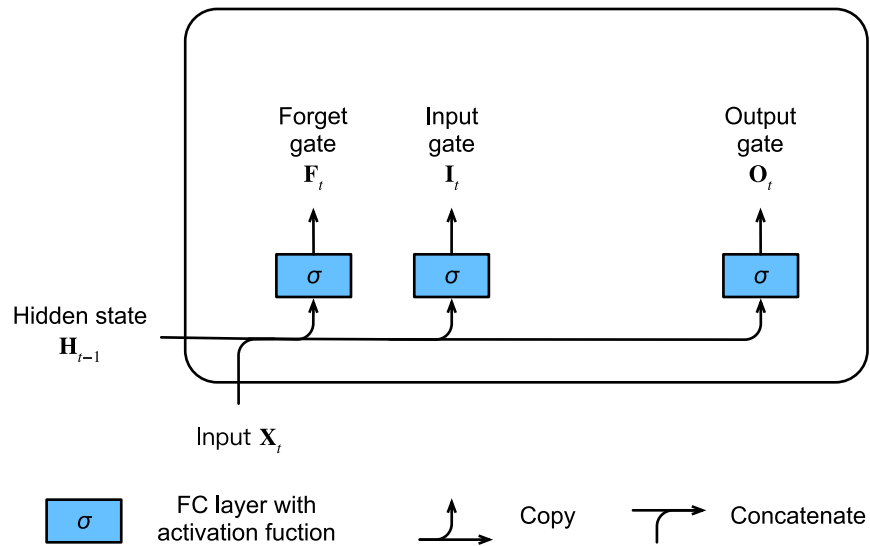 Forget
gate
F_t
Input
gate
I_t
Output
gate
O_t
σ
σ
σ
Hidden state
H_{t−1}
Input X_t
σ
FC layer with
activation fuction
Copy
Concatenate